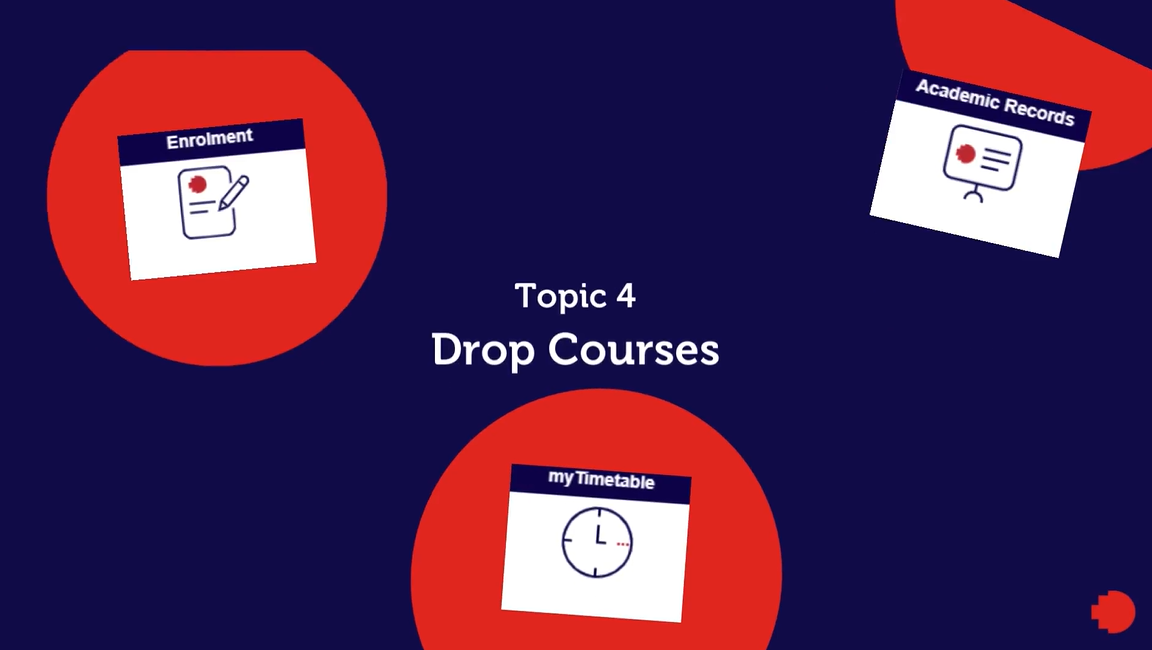 Enrolment
Academic Records
Topic 4
Drop Courses
myTimetable